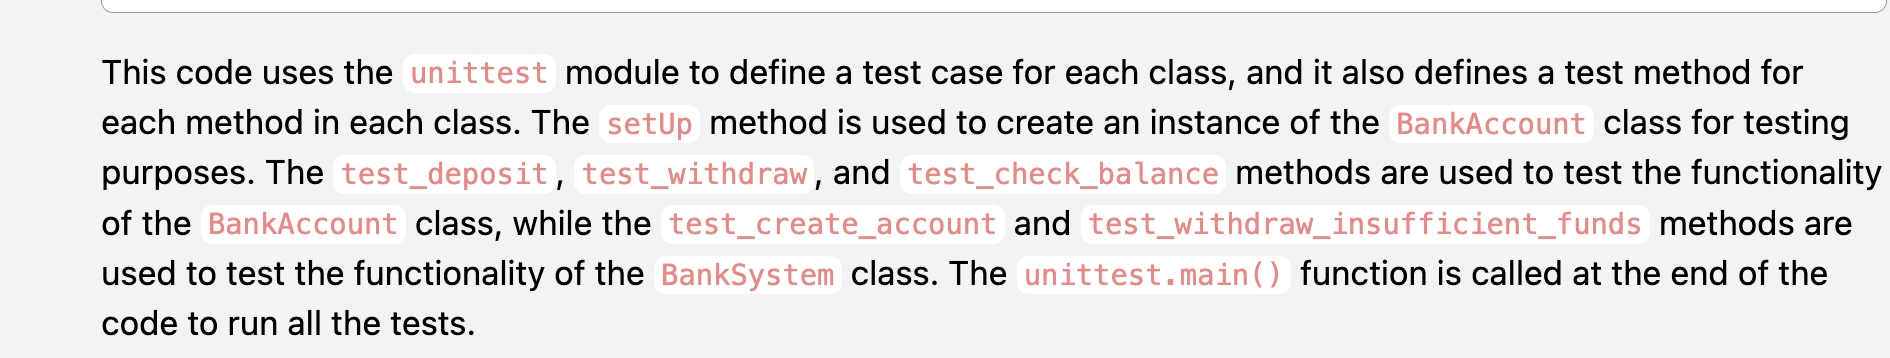 This code uses the unittest module to define a test case for each class, and it also defines a test method for
each method in each class. The setUp method is used to create an instance of the BankAccount class for testing
purposes. The test_deposit, test_withdraw, and test_check_balance methods are used to test the functionality
of the BankAccount class, while the test_create_account and test_withdraw_insufficient_funds methods are
used to test the functionality of the BankSystem class. The unittest.main() function is called at the end of the
code to run all the tests.